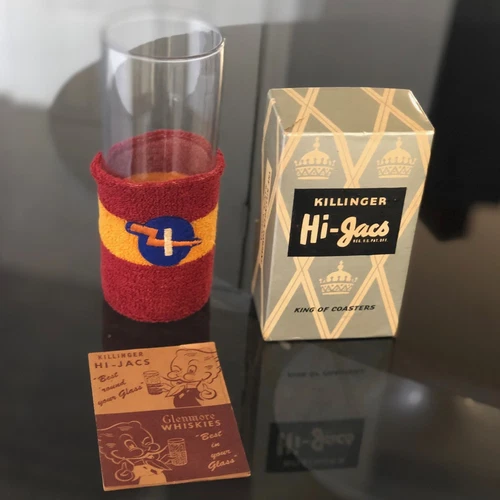 KILLINGER
Hi-Jacs
REG. U.S. PAT. OFF.
KING OF COASTERS
KILLINGER
HI-JACS
"Best
'round
your Glass"
Glenmore
WHISKIES
"Best
in
your
Glass"